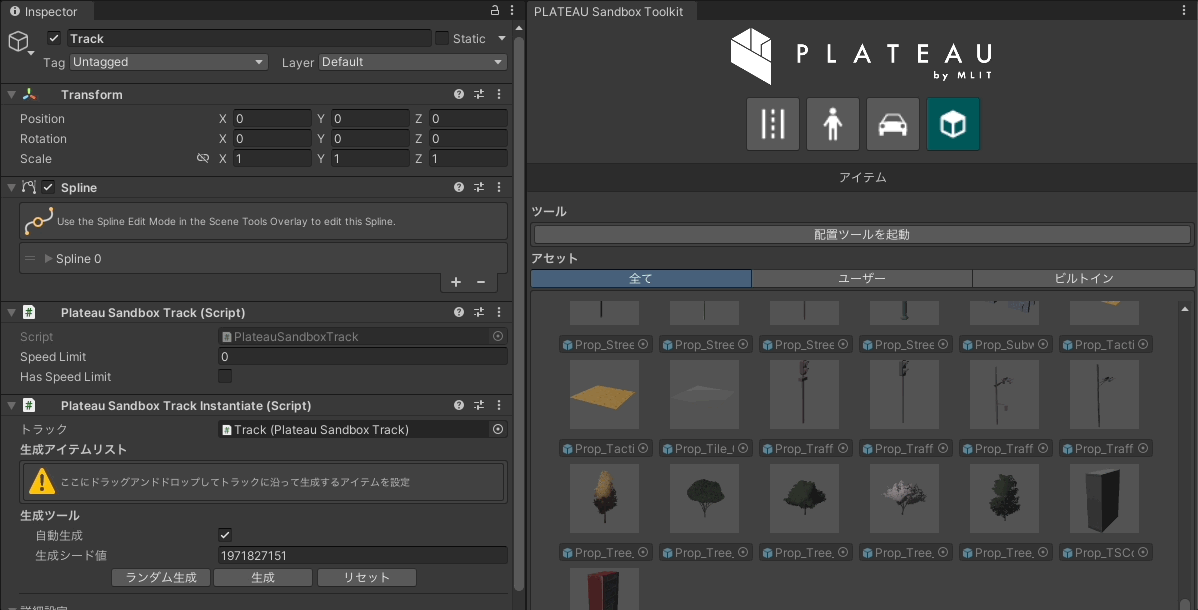 Inspector
Track
Static
Tag Untagged
Layer Default
Transform
Position X 0 Y 0 Z 0
Rotation X 0 Y 0 Z 0
Scale X 1 Y 1 Z 1
Spline
Use the Spline Edit Mode in the Scene Tools Overlay to edit this Spline.
Spline 0
+ −
Plateau Sandbox Track (Script)
Script # PlateauSandboxTrack
Speed Limit 0
Has Speed Limit
Plateau Sandbox Track Instantiate (Script)
トラック # Track (Plateau Sandbox Track)
生成アイテムリスト
ここにドラッグアンドドロップしてトラックに沿って生成するアイテムを設定
生成ツール
自動生成
生成シード値 1971827151
ランダム生成 生成 リセット
詳細設定
PLATEAU Sandbox Toolkit
PLATEAU
by MLIT
アイテム
ツール
配置ツールを起動
アセット
全て ユーザー ビルトイン
Prop_Stree Prop_Stree Prop_Stree Prop_Stree Prop_Subw Prop_Tacti
Prop_Tacti Prop_Tile_ Prop_Traff Prop_Traff Prop_Traff Prop_Traff
Prop_Tree_ Prop_Tree_ Prop_Tree_ Prop_Tree_ Prop_Tree_ Prop_TSCo